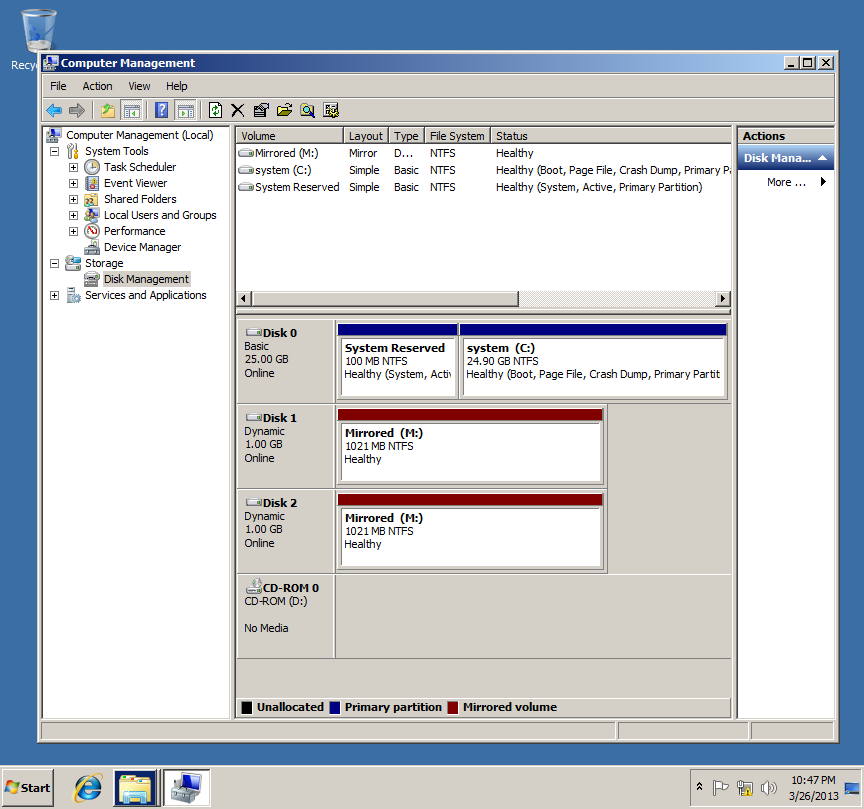 Recy
Computer Management
File Action View Help
Computer Management (Local)
System Tools
Task Scheduler
Event Viewer
Shared Folders
Local Users and Groups
Performance
Device Manager
Storage
Disk Management
Services and Applications
Volume Layout Type File System Status
Mirrored (M:) Mirror D... NTFS Healthy
system (C:) Simple Basic NTFS Healthy (Boot, Page File, Crash Dump, Primary Pa
System Reserved Simple Basic NTFS Healthy (System, Active, Primary Partition)
Disk 0
Basic
25.00 GB
Online
System Reserved
100 MB NTFS
Healthy (System, Activ
system (C:)
24.90 GB NTFS
Healthy (Boot, Page File, Crash Dump, Primary Partit
Disk 1
Dynamic
1.00 GB
Online
Mirrored (M:)
1021 MB NTFS
Healthy
Disk 2
Dynamic
1.00 GB
Online
Mirrored (M:)
1021 MB NTFS
Healthy
CD-ROM 0
CD-ROM (D:)
No Media
Unallocated Primary partition Mirrored volume
Actions
Disk Mana...
More ...
Start
10:47 PM
3/26/2013